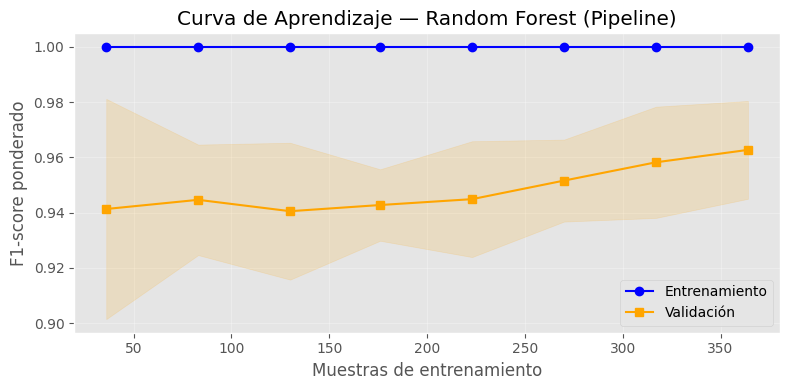 Curva de Aprendizaje — Random Forest (Pipeline)
F1-score ponderado
1.00
0.98
0.96
0.94
0.92
0.90
50
100
150
200
250
300
350
Muestras de entrenamiento
Entrenamiento
Validación